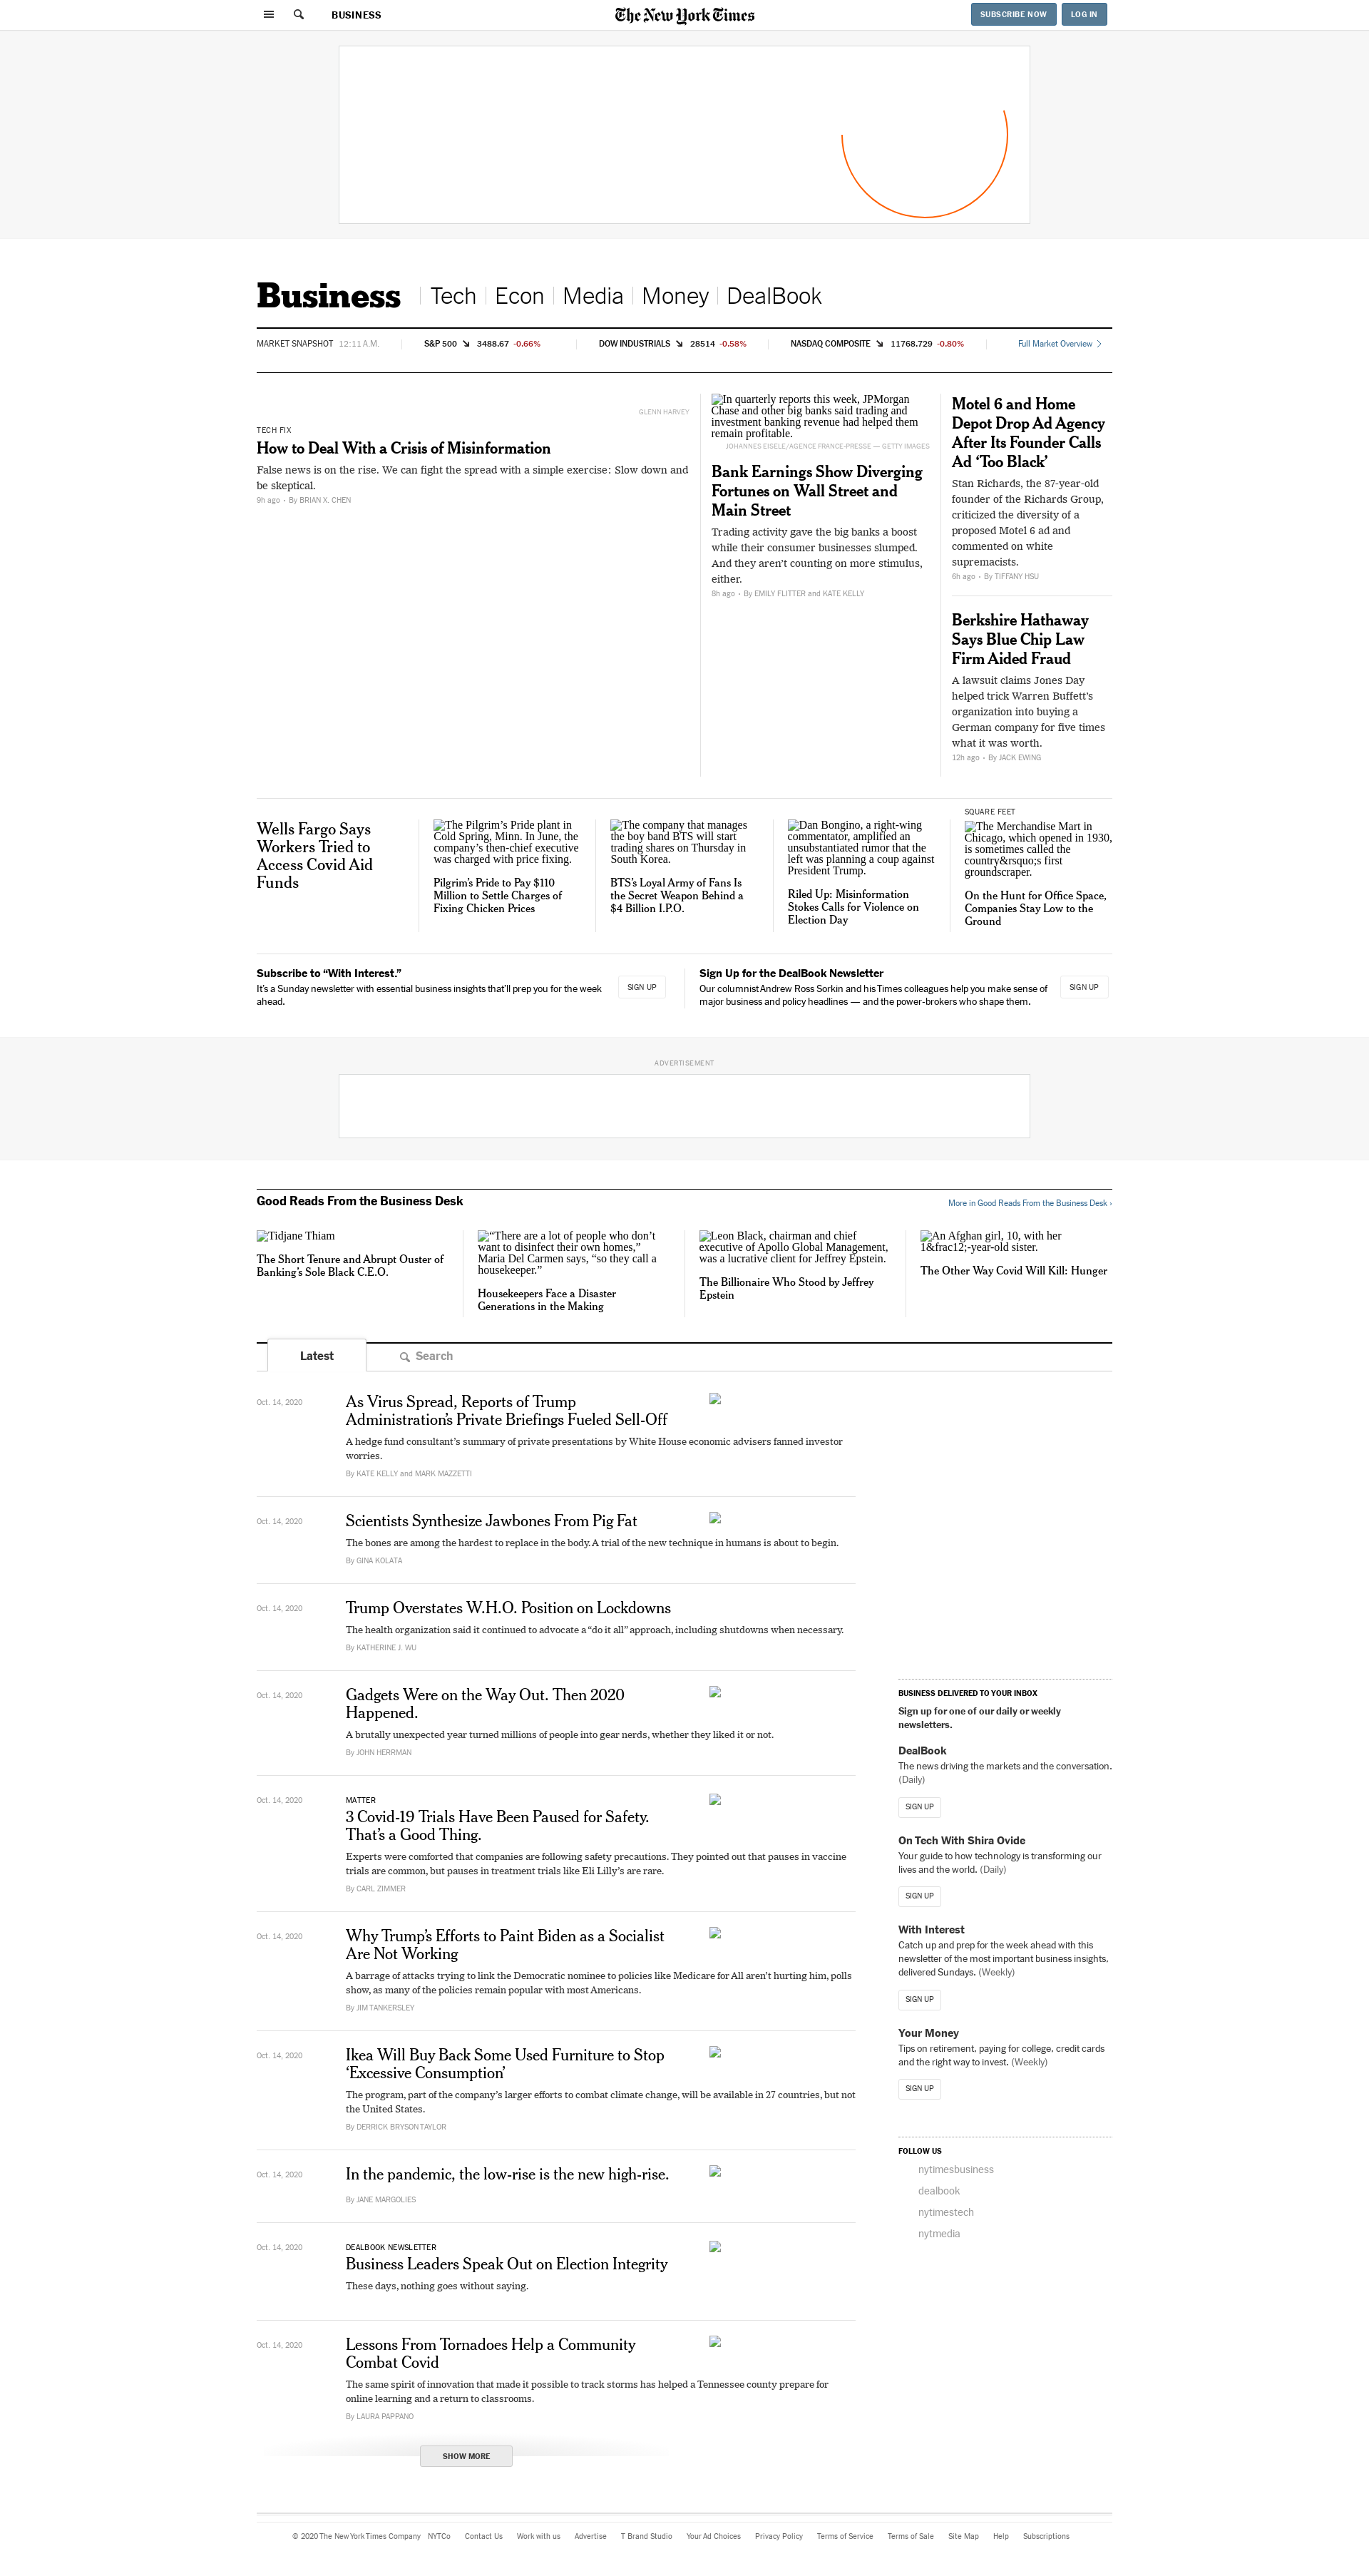 BUSINESS
The New York Times
SUBSCRIBE NOW
LOG IN
Business
Tech
Econ
Media
Money
DealBook
MARKET SNAPSHOT 12:11 A.M.
S&P 500 3488.67 -0.66%
DOW INDUSTRIALS 28514 -0.58%
NASDAQ COMPOSITE 11768.729 -0.80%
Full Market Overview
GLENN HARVEY
TECH FIX
How to Deal With a Crisis of Misinformation
False news is on the rise. We can fight the spread with a simple exercise: Slow down and
be skeptical.
9h ago • By BRIAN X. CHEN
In quarterly reports this week, JPMorgan
Chase and other big banks said trading and
investment banking revenue had helped them
remain profitable.
JOHANNES EISELE/AGENCE FRANCE-PRESSE — GETTY IMAGES
Bank Earnings Show Diverging
Fortunes on Wall Street and
Main Street
Trading activity gave the big banks a boost
while their consumer businesses slumped.
And they aren’t counting on more stimulus,
either.
8h ago • By EMILY FLITTER and KATE KELLY
Motel 6 and Home
Depot Drop Ad Agency
After Its Founder Calls
Ad ‘Too Black’
Stan Richards, the 87-year-old
founder of the Richards Group,
criticized the diversity of a
proposed Motel 6 ad and
commented on white
supremacists.
6h ago • By TIFFANY HSU
Berkshire Hathaway
Says Blue Chip Law
Firm Aided Fraud
A lawsuit claims Jones Day
helped trick Warren Buffett’s
organization into buying a
German company for five times
what it was worth.
12h ago • By JACK EWING
Wells Fargo Says
Workers Tried to
Access Covid Aid
Funds
The Pilgrim’s Pride plant in
Cold Spring, Minn. In June, the
company’s then-chief executive
was charged with price fixing.
Pilgrim’s Pride to Pay $110
Million to Settle Charges of
Fixing Chicken Prices
The company that manages
the boy band BTS will start
trading shares on Thursday in
South Korea.
BTS’s Loyal Army of Fans Is
the Secret Weapon Behind a
$4 Billion I.P.O.
Dan Bongino, a right-wing
commentator, amplified an
unsubstantiated rumor that the
left was planning a coup against
President Trump.
Riled Up: Misinformation
Stokes Calls for Violence on
Election Day
SQUARE FEET
The Merchandise Mart in
Chicago, which opened in 1930,
is sometimes called the
country&rsquo;s first
groundscraper.
On the Hunt for Office Space,
Companies Stay Low to the
Ground
Subscribe to “With Interest.”
It’s a Sunday newsletter with essential business insights that’ll prep you for the week
ahead.
SIGN UP
Sign Up for the DealBook Newsletter
Our columnist Andrew Ross Sorkin and his Times colleagues help you make sense of
major business and policy headlines — and the power-brokers who shape them.
SIGN UP
ADVERTISEMENT
Good Reads From the Business Desk
More in Good Reads From the Business Desk ›
Tidjane Thiam
The Short Tenure and Abrupt Ouster of
Banking’s Sole Black C.E.O.
“There are a lot of people who don’t
want to disinfect their own homes,”
Maria Del Carmen says, “so they call a
housekeeper.”
Housekeepers Face a Disaster
Generations in the Making
Leon Black, chairman and chief
executive of Apollo Global Management,
was a lucrative client for Jeffrey Epstein.
The Billionaire Who Stood by Jeffrey
Epstein
An Afghan girl, 10, with her
1&frac12;-year-old sister.
The Other Way Covid Will Kill: Hunger
Latest
Search
Oct. 14, 2020
As Virus Spread, Reports of Trump
Administration’s Private Briefings Fueled Sell-Off
A hedge fund consultant’s summary of private presentations by White House economic advisers fanned investor
worries.
By KATE KELLY and MARK MAZZETTI
Oct. 14, 2020
Scientists Synthesize Jawbones From Pig Fat
The bones are among the hardest to replace in the body. A trial of the new technique in humans is about to begin.
By GINA KOLATA
Oct. 14, 2020
Trump Overstates W.H.O. Position on Lockdowns
The health organization said it continued to advocate a “do it all” approach, including shutdowns when necessary.
By KATHERINE J. WU
Oct. 14, 2020
Gadgets Were on the Way Out. Then 2020
Happened.
A brutally unexpected year turned millions of people into gear nerds, whether they liked it or not.
By JOHN HERRMAN
Oct. 14, 2020
MATTER
3 Covid-19 Trials Have Been Paused for Safety.
That’s a Good Thing.
Experts were comforted that companies are following safety precautions. They pointed out that pauses in vaccine
trials are common, but pauses in treatment trials like Eli Lilly’s are rare.
By CARL ZIMMER
Oct. 14, 2020
Why Trump’s Efforts to Paint Biden as a Socialist
Are Not Working
A barrage of attacks trying to link the Democratic nominee to policies like Medicare for All aren’t hurting him, polls
show, as many of the policies remain popular with most Americans.
By JIM TANKERSLEY
Oct. 14, 2020
Ikea Will Buy Back Some Used Furniture to Stop
‘Excessive Consumption’
The program, part of the company’s larger efforts to combat climate change, will be available in 27 countries, but not
the United States.
By DERRICK BRYSON TAYLOR
Oct. 14, 2020
In the pandemic, the low-rise is the new high-rise.
By JANE MARGOLIES
Oct. 14, 2020
DEALBOOK NEWSLETTER
Business Leaders Speak Out on Election Integrity
These days, nothing goes without saying.
Oct. 14, 2020
Lessons From Tornadoes Help a Community
Combat Covid
The same spirit of innovation that made it possible to track storms has helped a Tennessee county prepare for
online learning and a return to classrooms.
By LAURA PAPPANO
SHOW MORE
BUSINESS DELIVERED TO YOUR INBOX
Sign up for one of our daily or weekly
newsletters.
DealBook
The news driving the markets and the conversation.
(Daily)
SIGN UP
On Tech With Shira Ovide
Your guide to how technology is transforming our
lives and the world. (Daily)
SIGN UP
With Interest
Catch up and prep for the week ahead with this
newsletter of the most important business insights,
delivered Sundays. (Weekly)
SIGN UP
Your Money
Tips on retirement, paying for college, credit cards
and the right way to invest. (Weekly)
SIGN UP
FOLLOW US
nytimesbusiness
dealbook
nytimestech
nytmedia
© 2020 The New York Times Company NYTCo Contact Us Work with us Advertise T Brand Studio Your Ad Choices Privacy Policy Terms of Service Terms of Sale Site Map Help Subscriptions